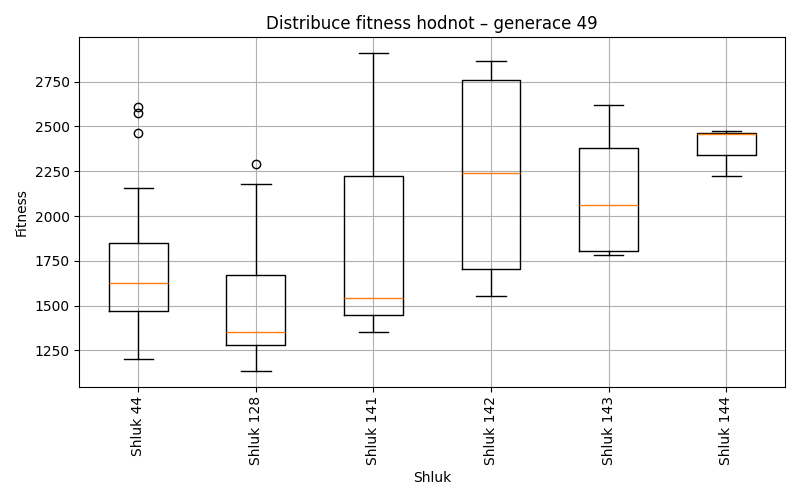 Distribuce fitness hodnot – generace 49
Fitness
2750
2500
2250
2000
1750
1500
1250
Shluk 44
Shluk 128
Shluk 141
Shluk 142
Shluk 143
Shluk 144
Shluk